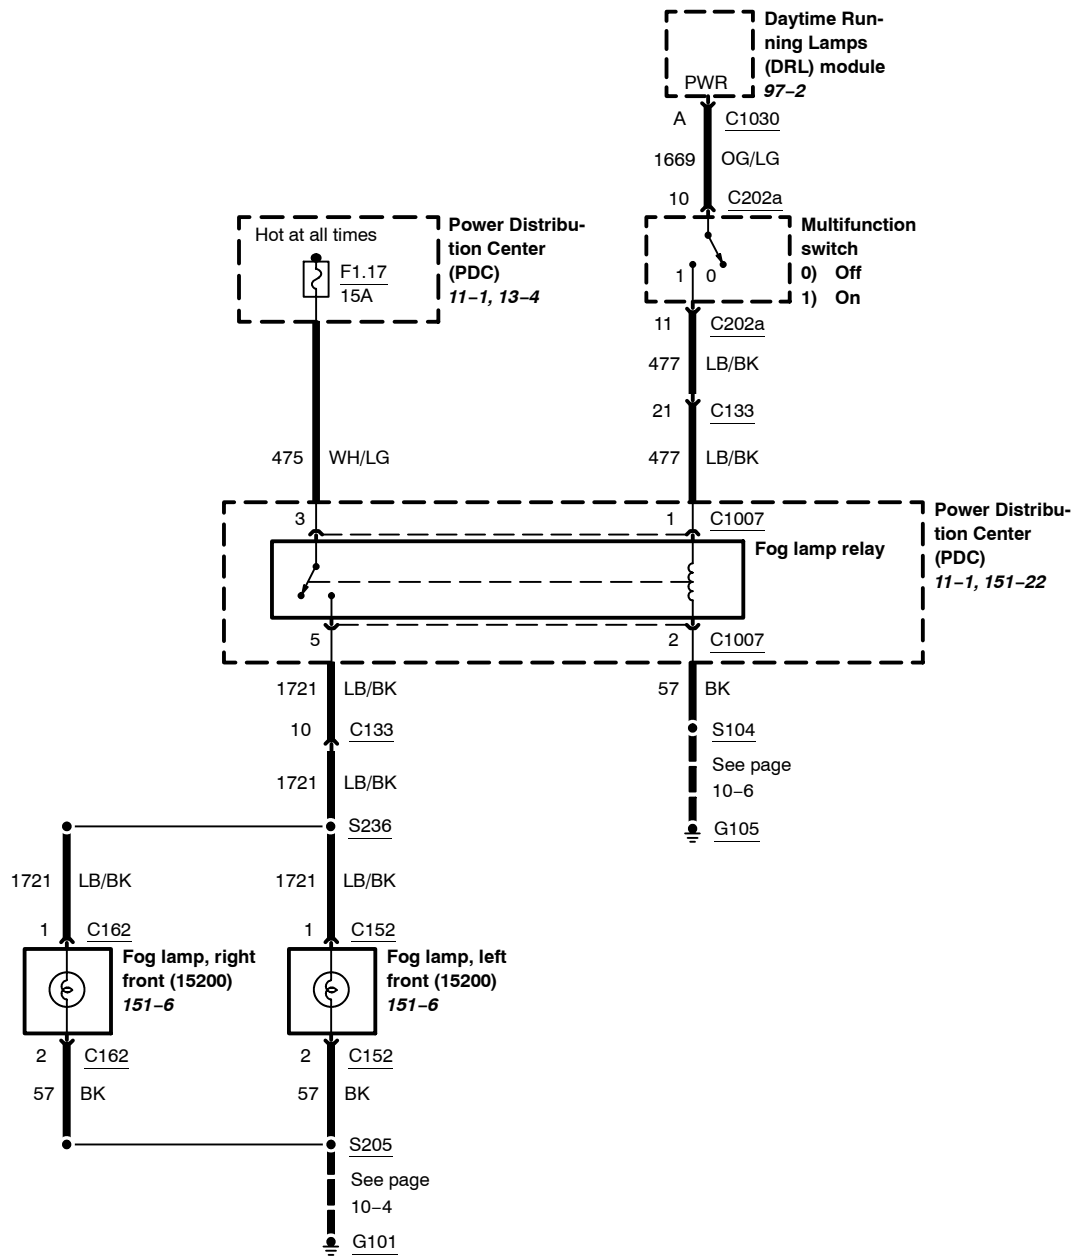 Daytime Run-
ning Lamps
(DRL) module
97–2
PWR
A C1030
1669 OG/LG
10 C202a
Multifunction
switch
0) Off
1) On
1 0
Hot at all times
F1.17
15A
Power Distribu-
tion Center
(PDC)
11–1, 13–4
11 C202a
477 LB/BK
21 C133
475 WH/LG
477 LB/BK
3 1 C1007
Power Distribu-
tion Center
(PDC)
11–1, 151–22
Fog lamp relay
5 2 C1007
1721 LB/BK
57 BK
10 C133
S104
See page
10–6
G105
1721 LB/BK
S236
1721 LB/BK
1721 LB/BK
1 C162
1 C152
Fog lamp, right
front (15200)
151–6
Fog lamp, left
front (15200)
151–6
2 C162
2 C152
57 BK
57 BK
S205
See page
10–4
G101